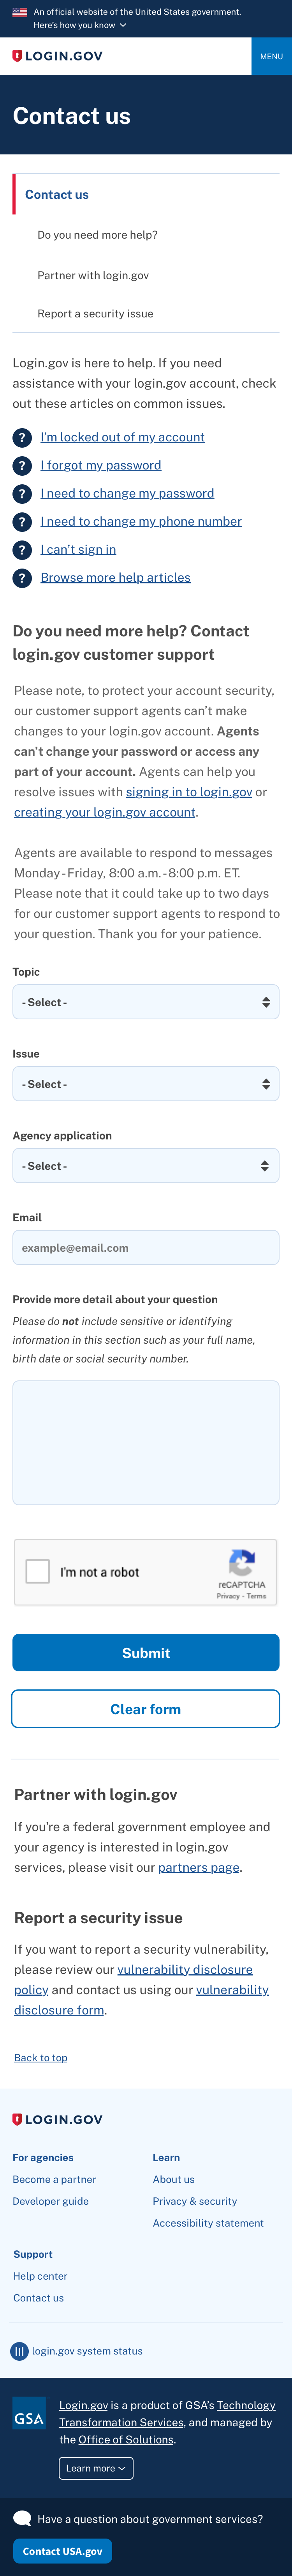 An official website of the United States government.
Here's how you know
LOGIN.GOV
MENU
Contact us
Contact us
Do you need more help?
Partner with login.gov
Report a security issue
Login.gov is here to help. If you need
assistance with your login.gov account, check
out these articles on common issues.
? I'm locked out of my account
? I forgot my password
? I need to change my password
? I need to change my phone number
? I can't sign in
? Browse more help articles
Do you need more help? Contact
login.gov customer support
Please note, to protect your account security,
our customer support agents can't make
changes to your login.gov account. Agents
can't change your password or access any
part of your account. Agents can help you
resolve issues with signing in to login.gov or
creating your login.gov account.
Agents are available to respond to messages
Monday - Friday, 8:00 a.m. - 8:00 p.m. ET.
Please note that it could take up to two days
for our customer support agents to respond to
your question. Thank you for your patience.
Topic
- Select -
Issue
- Select -
Agency application
- Select -
Email
example@email.com
Provide more detail about your question
Please do not include sensitive or identifying
information in this section such as your full name,
birth date or social security number.
I'm not a robot
reCAPTCHA
Privacy - Terms
Submit
Clear form
Partner with login.gov
If you're a federal government employee and
your agency is interested in login.gov
services, please visit our partners page.
Report a security issue
If you want to report a security vulnerability,
please review our vulnerability disclosure
policy and contact us using our vulnerability
disclosure form.
Back to top
LOGIN.GOV
For agencies
Become a partner
Developer guide
Learn
About us
Privacy & security
Accessibility statement
Support
Help center
Contact us
login.gov system status
GSA
Login.gov is a product of GSA's Technology
Transformation Services, and managed by
the Office of Solutions.
Learn more
Have a question about government services?
Contact USA.gov